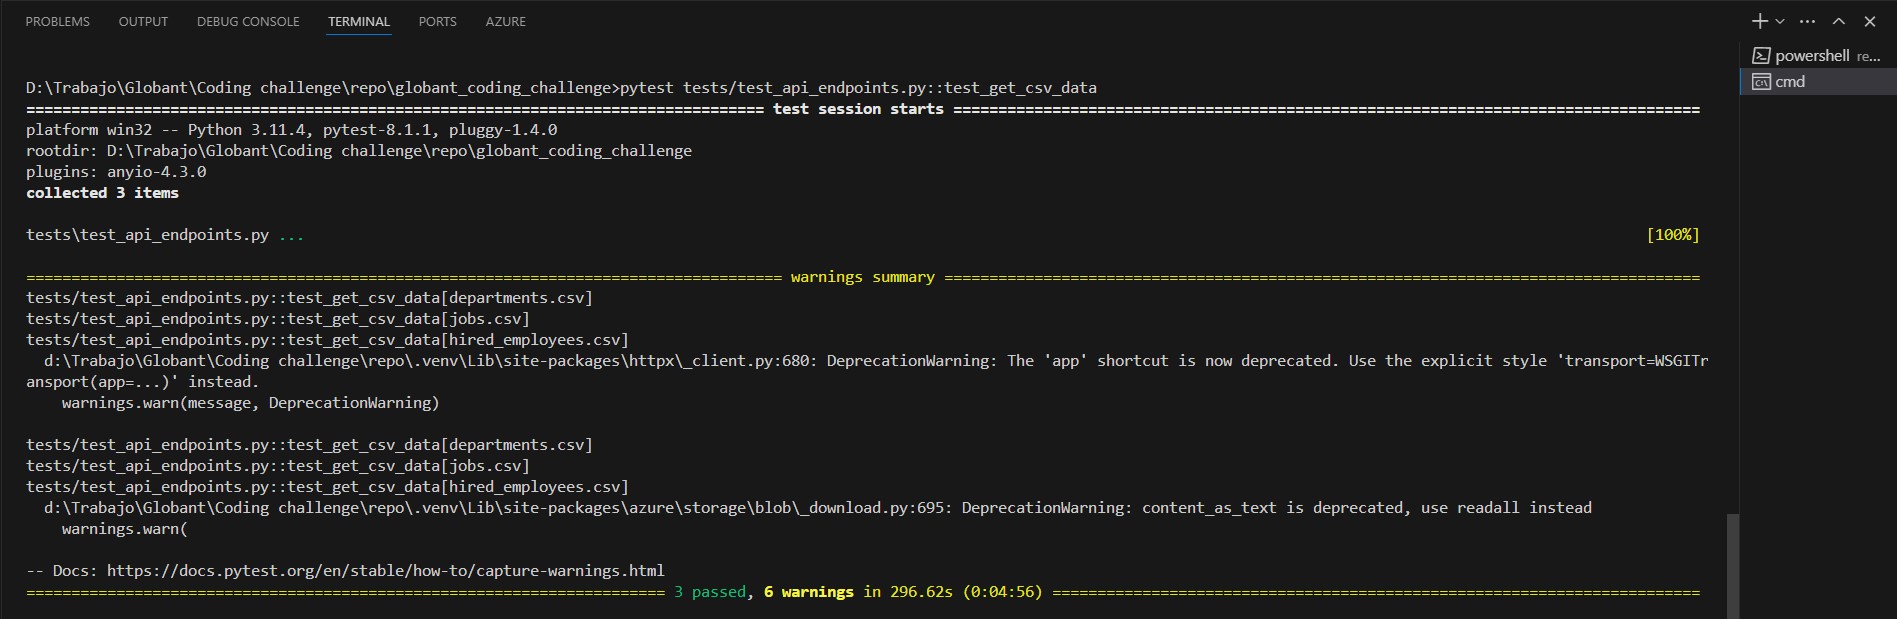 PROBLEMS OUTPUT DEBUG CONSOLE TERMINAL PORTS AZURE
powershell re...
cmd
D:\Trabajo\Globant\Coding challenge\repo\globant_coding_challenge>pytest tests/test_api_endpoints.py::test_get_csv_data
================================================================================== test session starts ===================================================================================
platform win32 -- Python 3.11.4, pytest-8.1.1, pluggy-1.4.0
rootdir: D:\Trabajo\Globant\Coding challenge\repo\globant_coding_challenge
plugins: anyio-4.3.0
collected 3 items
tests\test_api_endpoints.py ... [100%]
==================================================================================== warnings summary ====================================================================================
tests/test_api_endpoints.py::test_get_csv_data[departments.csv]
tests/test_api_endpoints.py::test_get_csv_data[jobs.csv]
tests/test_api_endpoints.py::test_get_csv_data[hired_employees.csv]
d:\Trabajo\Globant\Coding challenge\repo\.venv\Lib\site-packages\httpx\_client.py:680: DeprecationWarning: The 'app' shortcut is now deprecated. Use the explicit style 'transport=WSGITr
ansport(app=...)' instead.
warnings.warn(message, DeprecationWarning)
tests/test_api_endpoints.py::test_get_csv_data[departments.csv]
tests/test_api_endpoints.py::test_get_csv_data[jobs.csv]
tests/test_api_endpoints.py::test_get_csv_data[hired_employees.csv]
d:\Trabajo\Globant\Coding challenge\repo\.venv\Lib\site-packages\azure\storage\blob\_download.py:695: DeprecationWarning: content_as_text is deprecated, use readall instead
warnings.warn(
-- Docs: https://docs.pytest.org/en/stable/how-to/capture-warnings.html
======================================================================= 3 passed, 6 warnings in 296.62s (0:04:56) ========================================================================